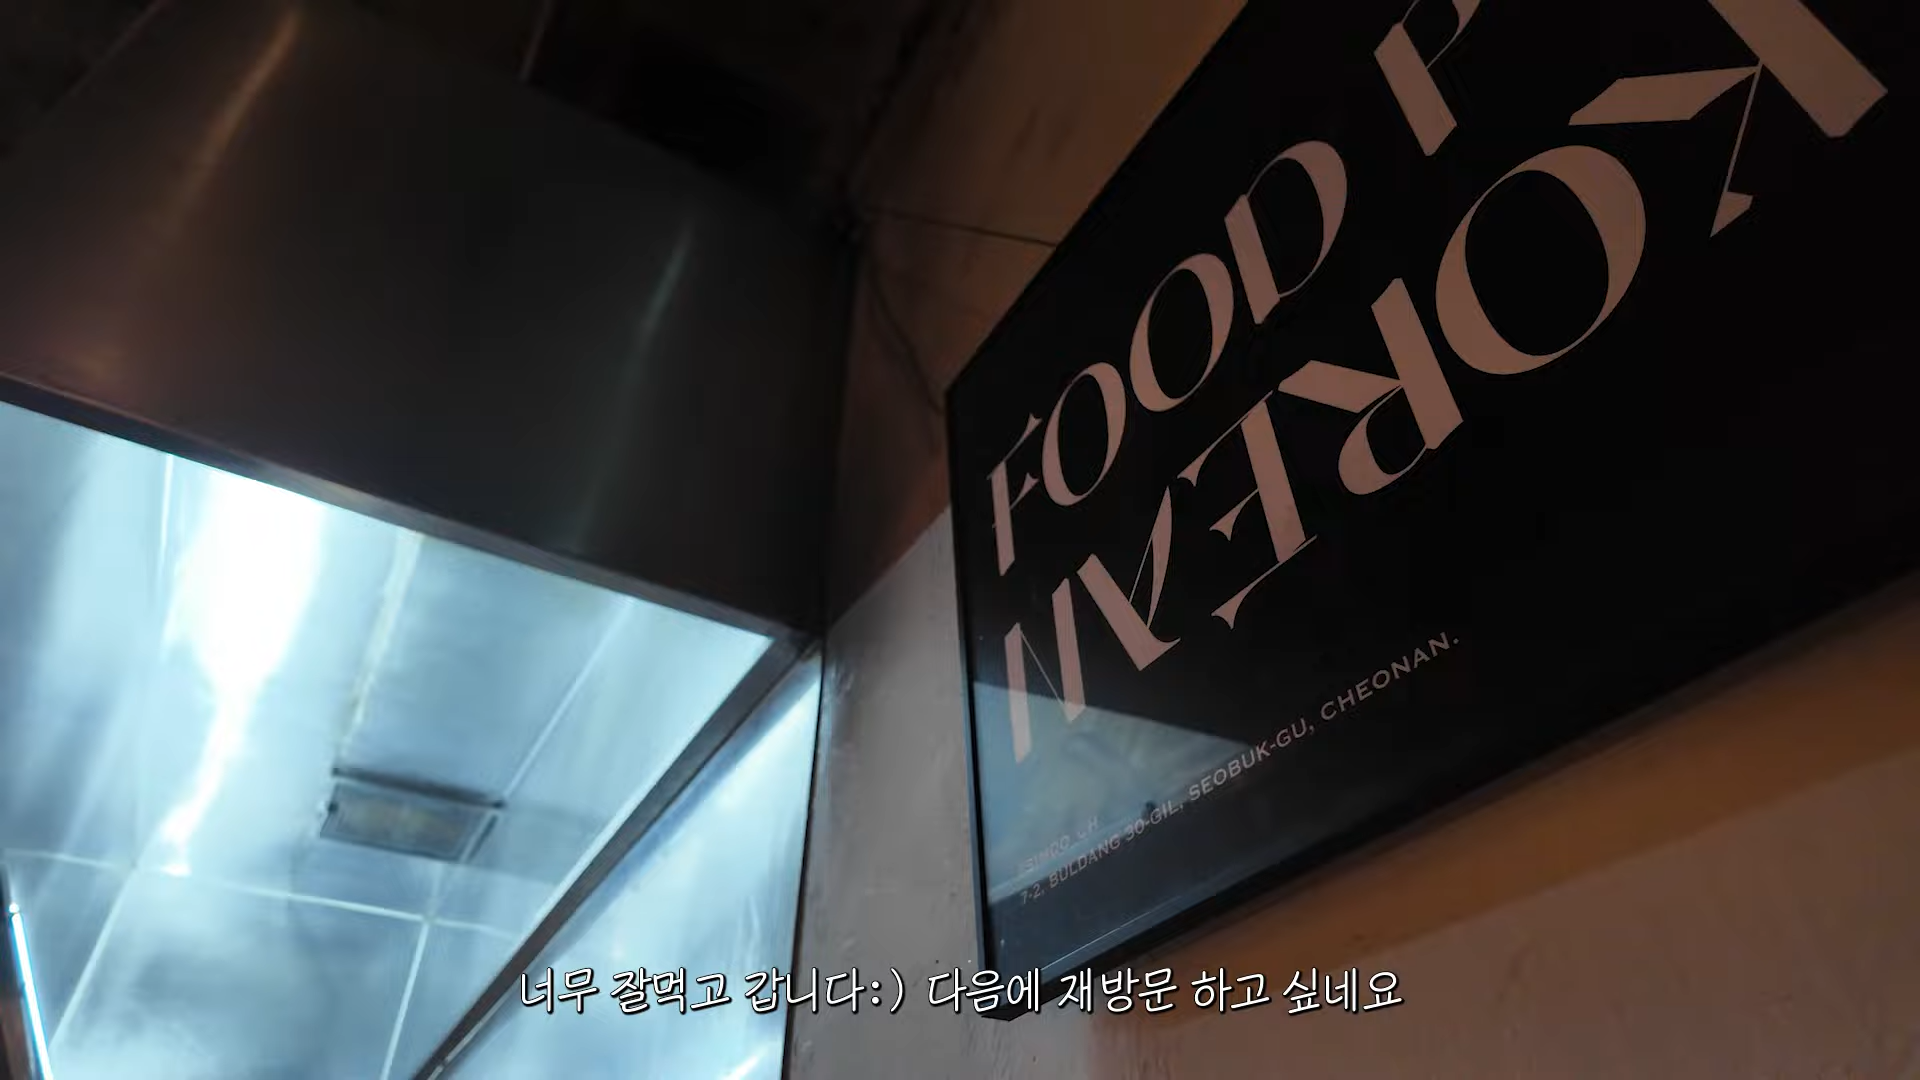 FOOD
KOREAN
7-2, BULDANG 30-GIL, SEOBUK-GU, CHEONAN.
너무 잘먹고 갑니다:) 다음에 재방문 하고 싶네요